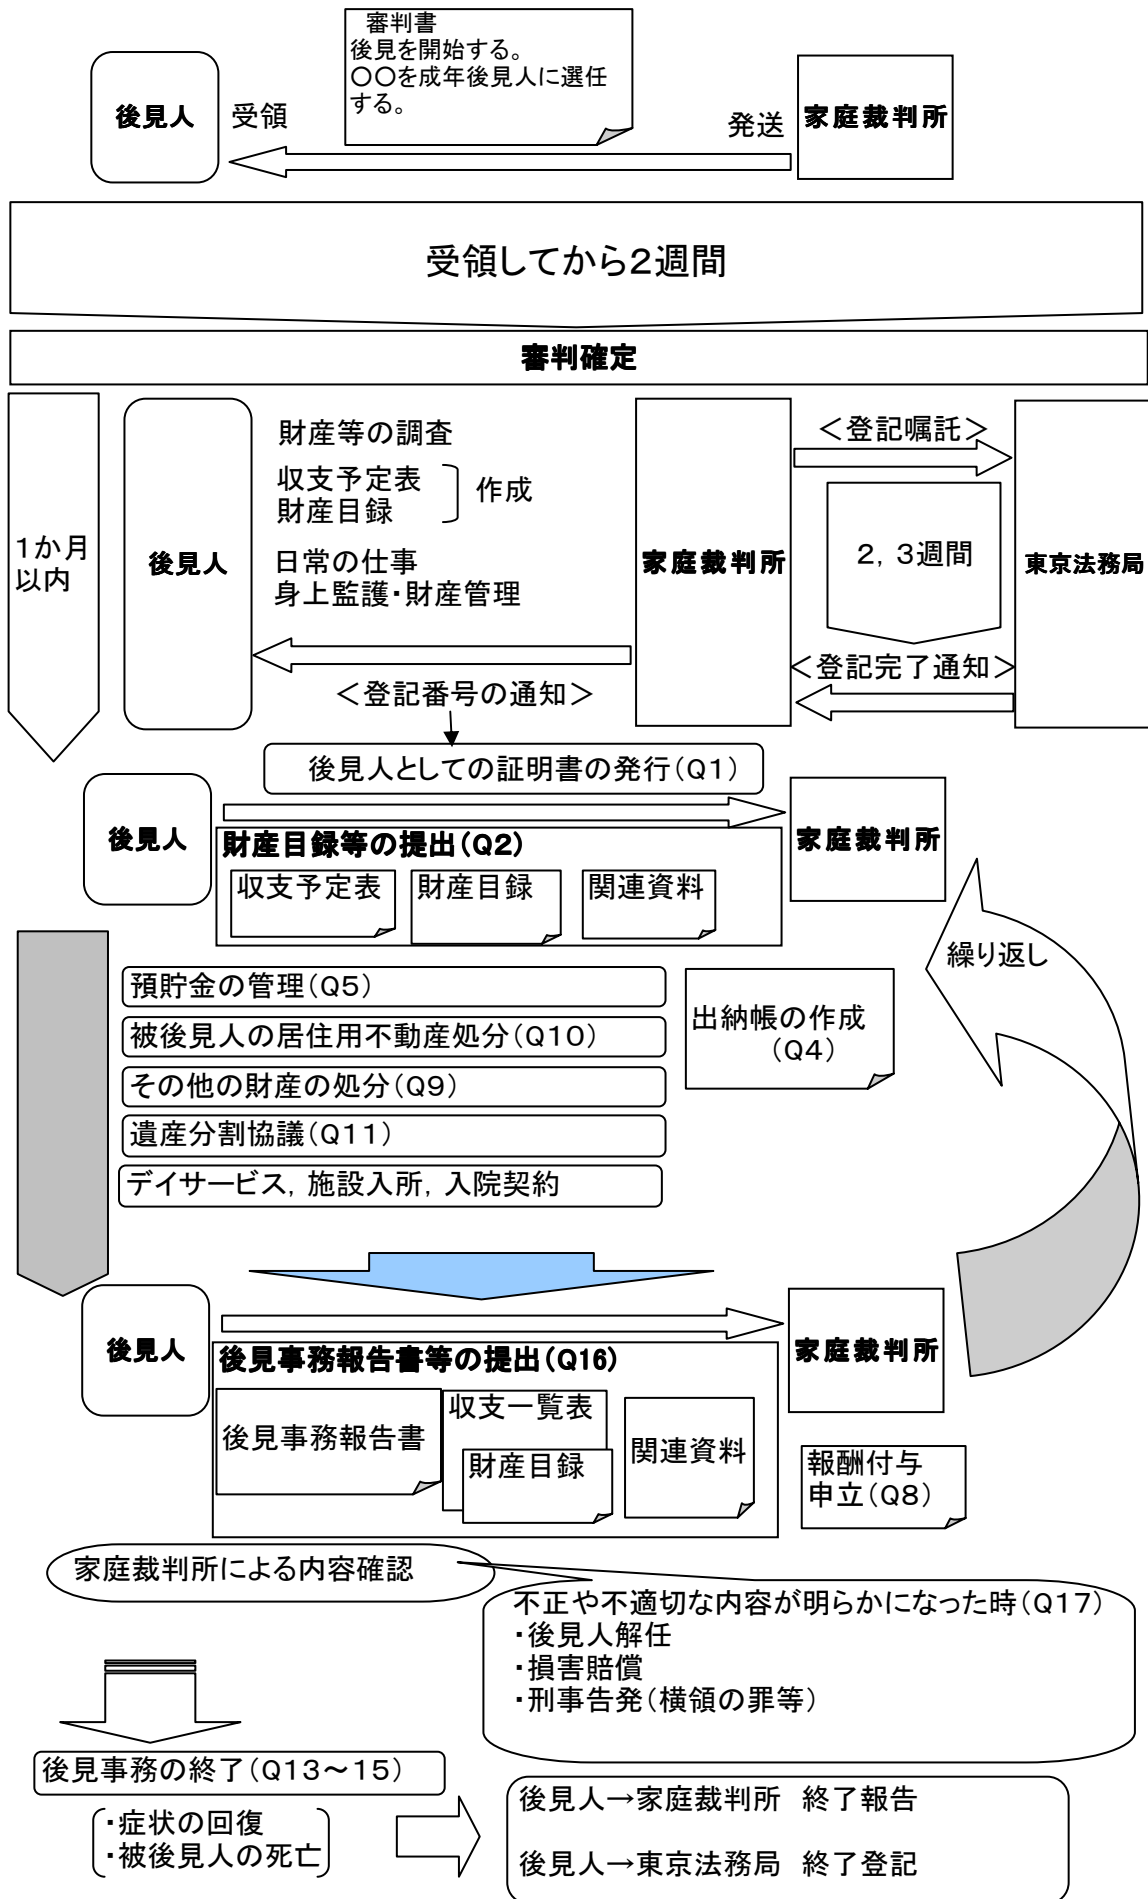 審判書
後見を開始する。
〇〇を成年後見人に選任
する。
後見人
受領
発送
家庭裁判所
受領してから2週間
審判確定
1か月
以内
後見人
財産等の調査
収支予定表
財産目録
作成
日常の仕事
身上監護・財産管理
家庭裁判所
＜登記嘱託＞
2，3週間
東京法務局
＜登記完了通知＞
＜登記番号の通知＞
後見人としての証明書の発行（Q1）
後見人
家庭裁判所
財産目録等の提出（Q2）
収支予定表
財産目録
関連資料
繰り返し
預貯金の管理（Q5）
被後見人の居住用不動産処分（Q10）
その他の財産の処分（Q9）
遺産分割協議（Q11）
デイサービス，施設入所，入院契約
出納帳の作成
（Q4）
後見人
家庭裁判所
後見事務報告書等の提出（Q16）
後見事務報告書
収支一覧表
財産目録
関連資料
報酬付与
申立（Q8）
家庭裁判所による内容確認
不正や不適切な内容が明らかになった時（Q17）
・後見人解任
・損害賠償
・刑事告発（横領の罪等）
後見事務の終了（Q13～15）
・症状の回復
・被後見人の死亡
後見人→家庭裁判所　終了報告
後見人→東京法務局　終了登記